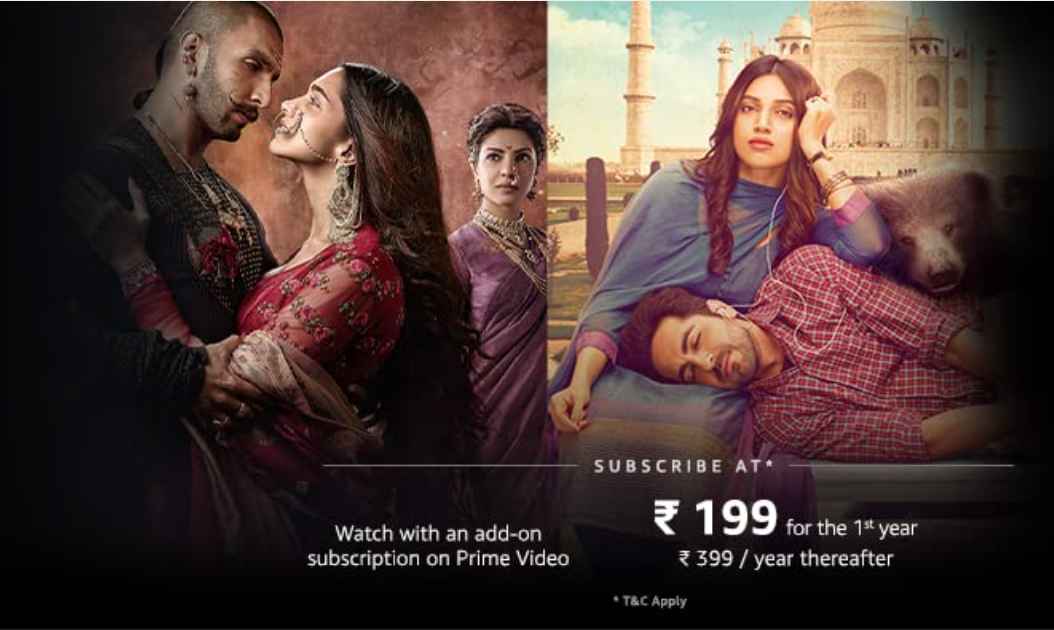 SUBSCRIBE AT*
Watch with an add-on
subscription on Prime Video
₹ 199 for the 1st year
₹ 399 / year thereafter
* T&C Apply